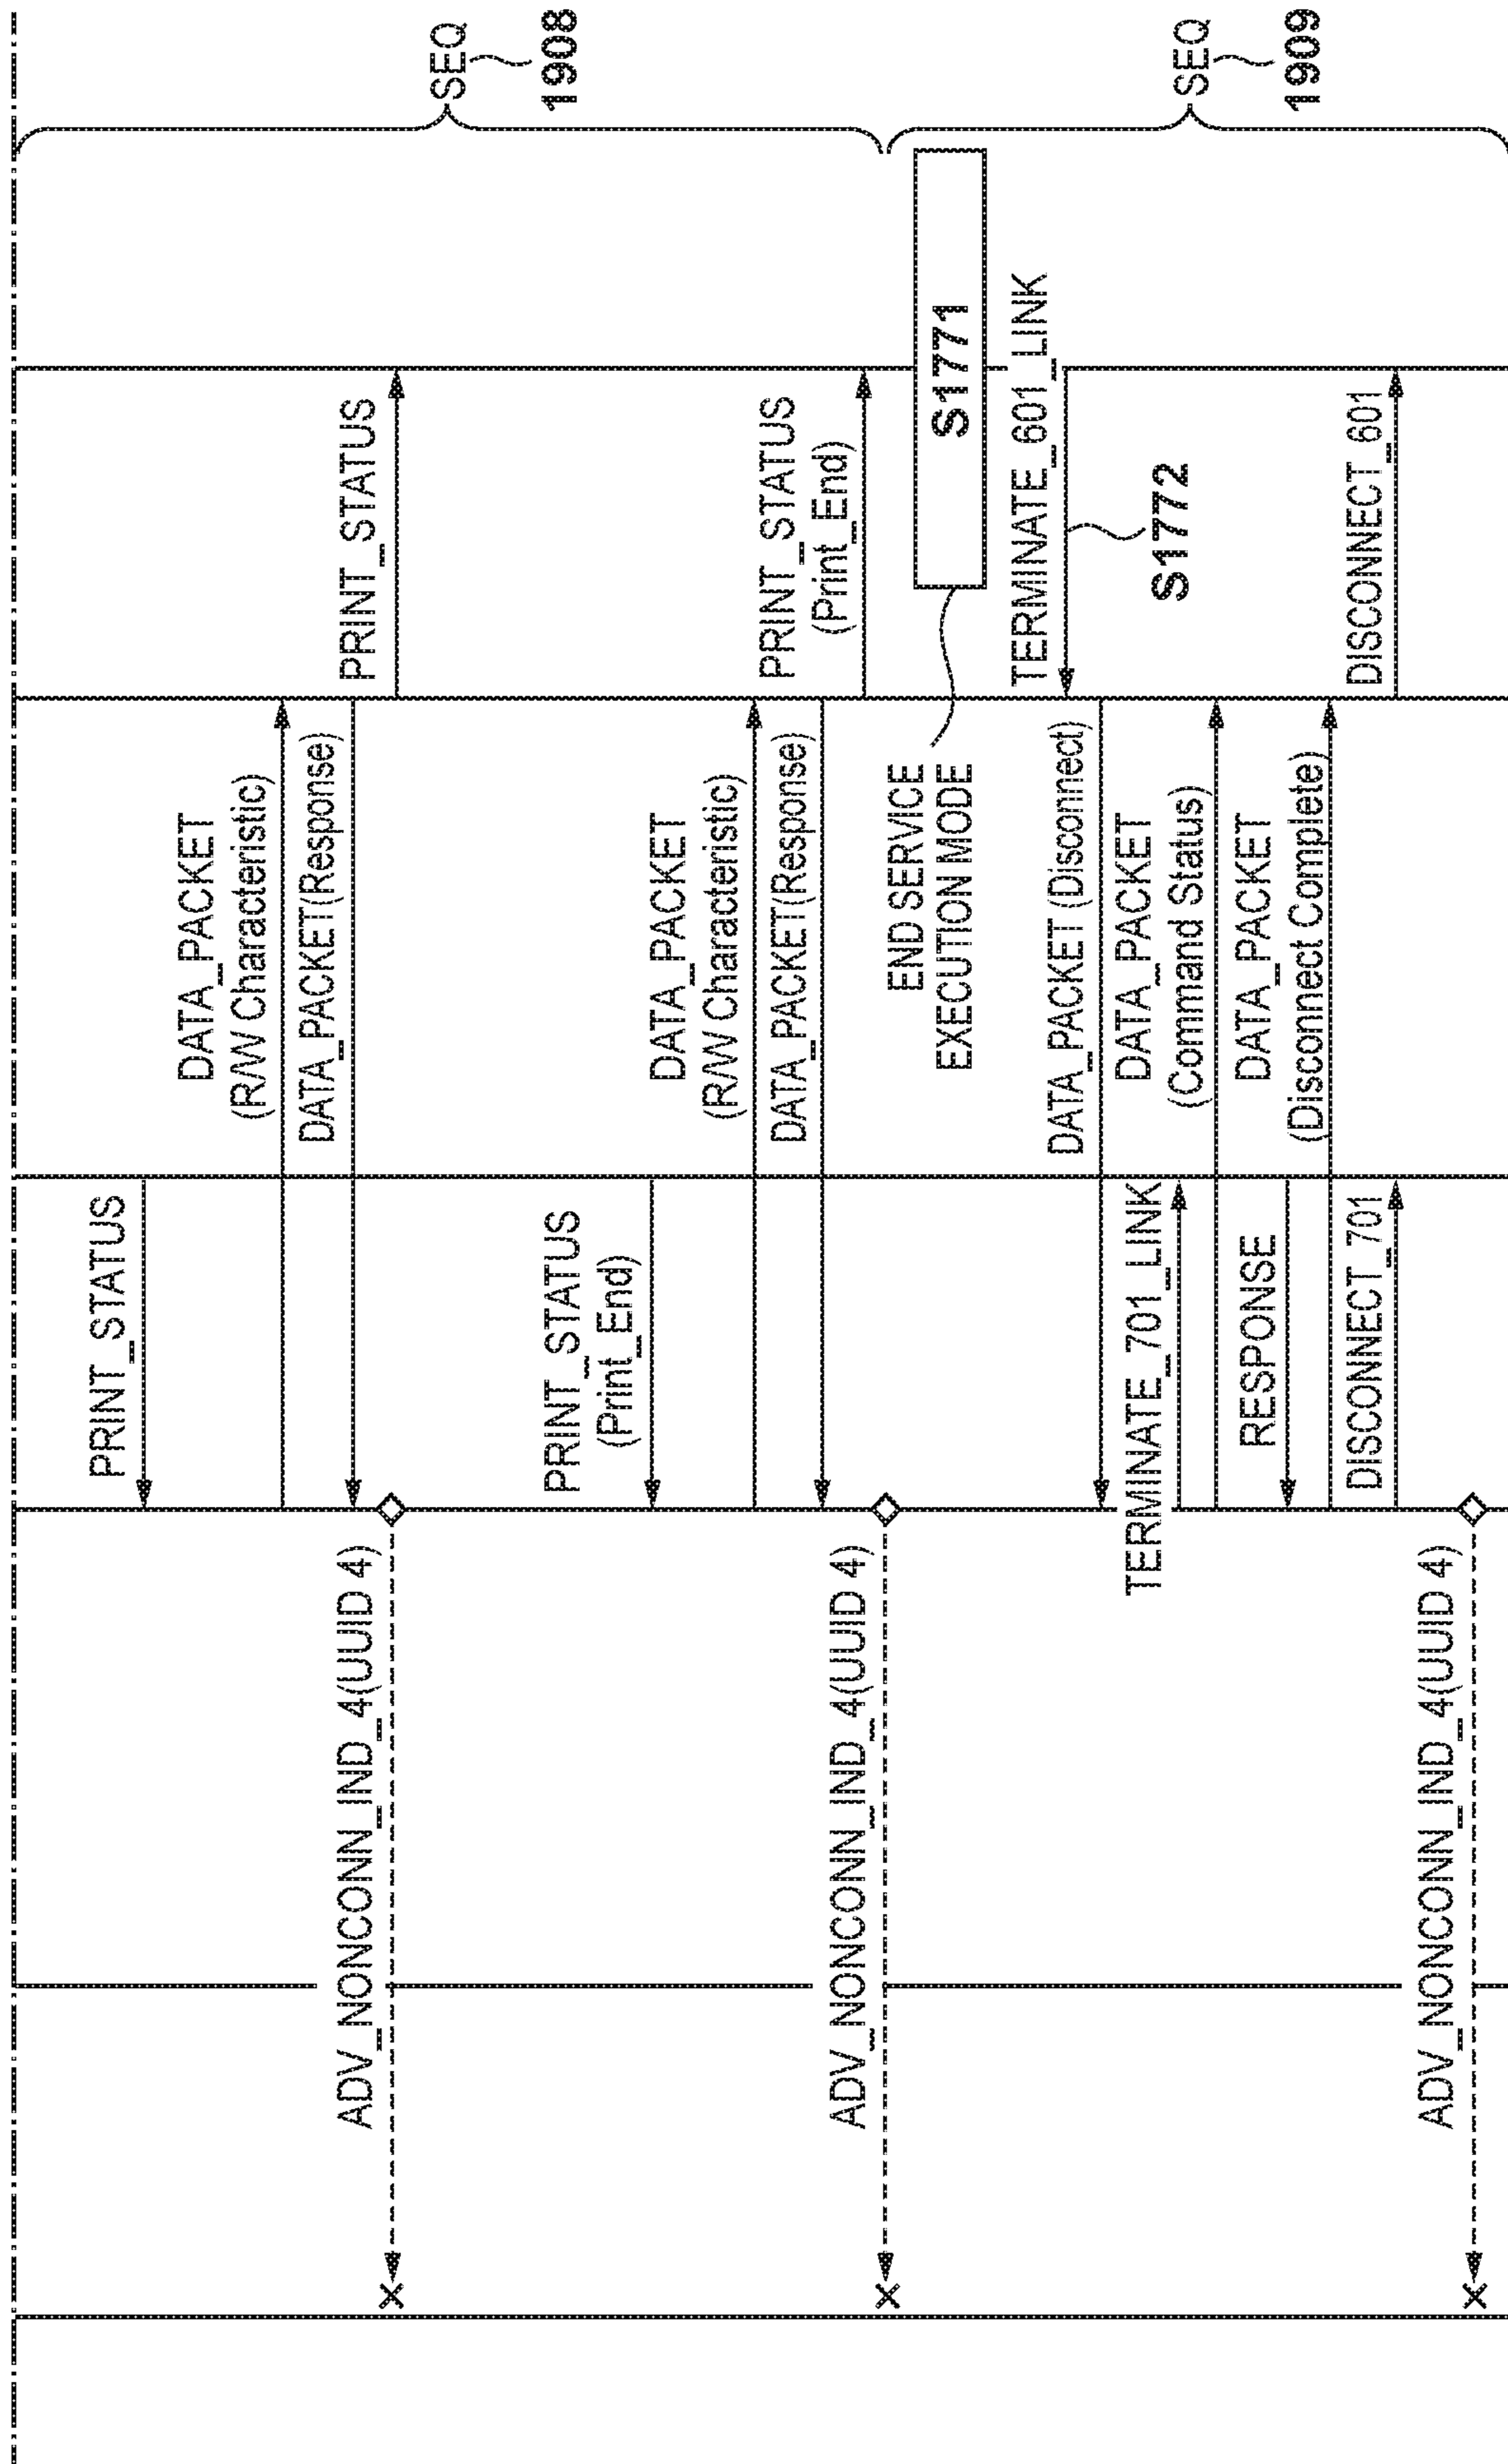 SEQ
1908
PRINT_STATUS
DATA_PACKET
(R/W Characteristic)
DATA_PACKET(Response)
PRINT_STATUS
ADV_NONCONN_IND_4(UUID 4)
PRINT_STATUS
(Print_End)
DATA_PACKET
(R/W Characteristic)
DATA_PACKET(Response)
PRINT_STATUS
(Print_End)
ADV_NONCONN_IND_4(UUID 4)
SEQ
1909
S1771
END SERVICE
EXECUTION MODE
TERMINATE_601_LINK
S1772
DATA_PACKET (Disconnect)
TERMINATE_701_LINK
DATA_PACKET
(Command Status)
RESPONSE
DATA_PACKET
(Disconnect Complete)
DISCONNECT_701
DISCONNECT_601
ADV_NONCONN_IND_4(UUID 4)